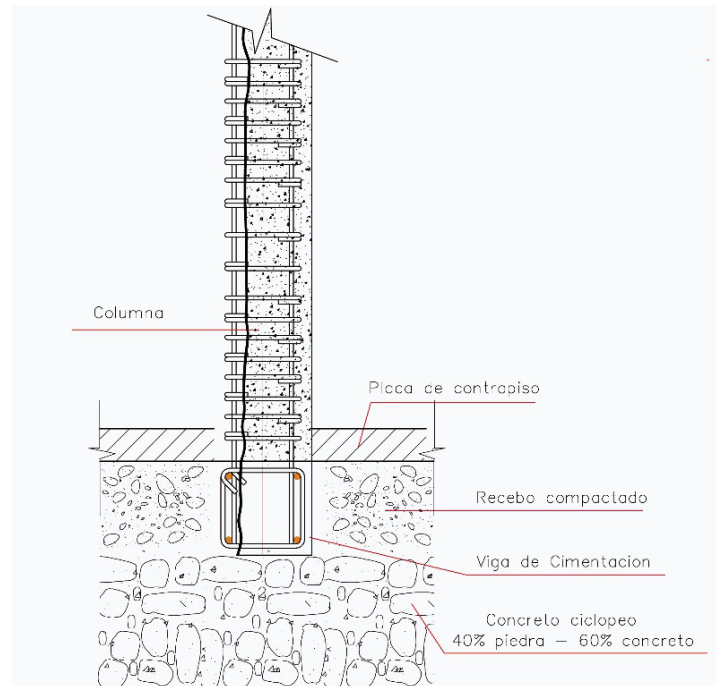 Columna
Placa de contrapiso
Recebo compactado
Viga de Cimentacion
Concreto ciclopeo
40% piedra – 60% concreto